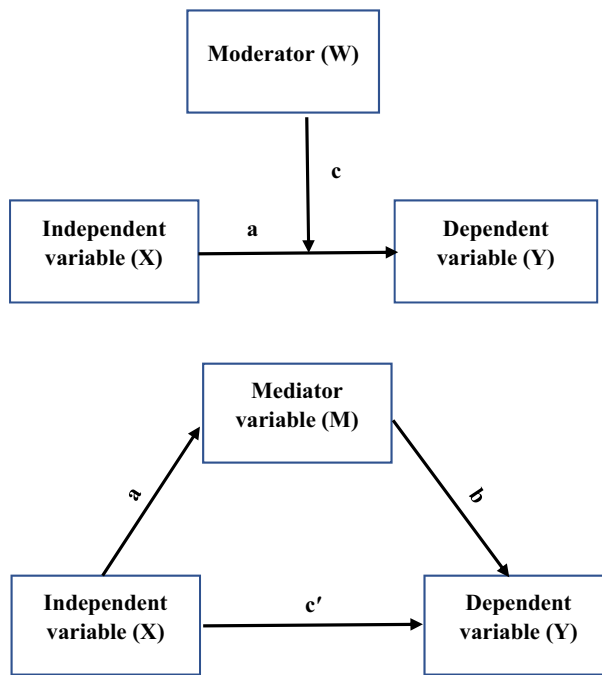 Moderator (W)
c
Independent
variable (X)
a
Dependent
variable (Y)
Mediator
variable (M)
a
b
Independent
variable (X)
c′
Dependent
variable (Y)